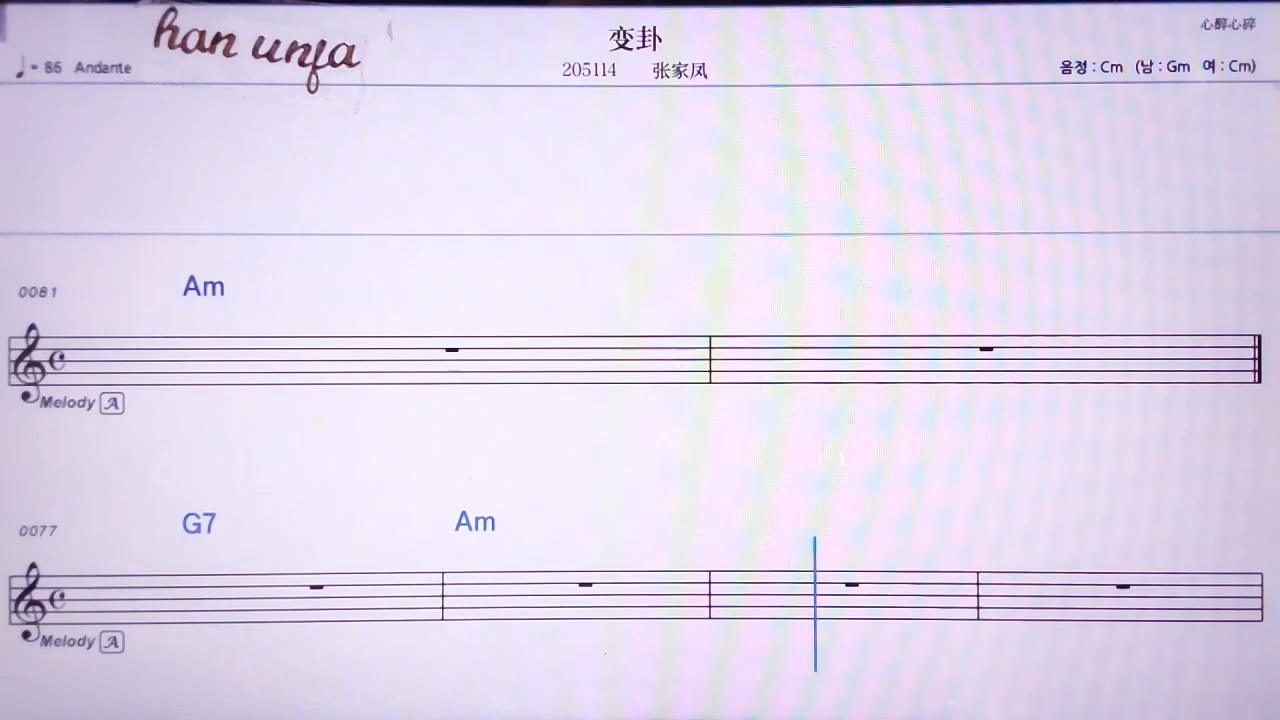 han unfa
变卦
心醉心碎
♩= 86 Andante
205114 张家凤
음정 : Cm (남 : Gm 여 : Cm)
0081 Am
Melody A
0077 G7 Am
Melody A